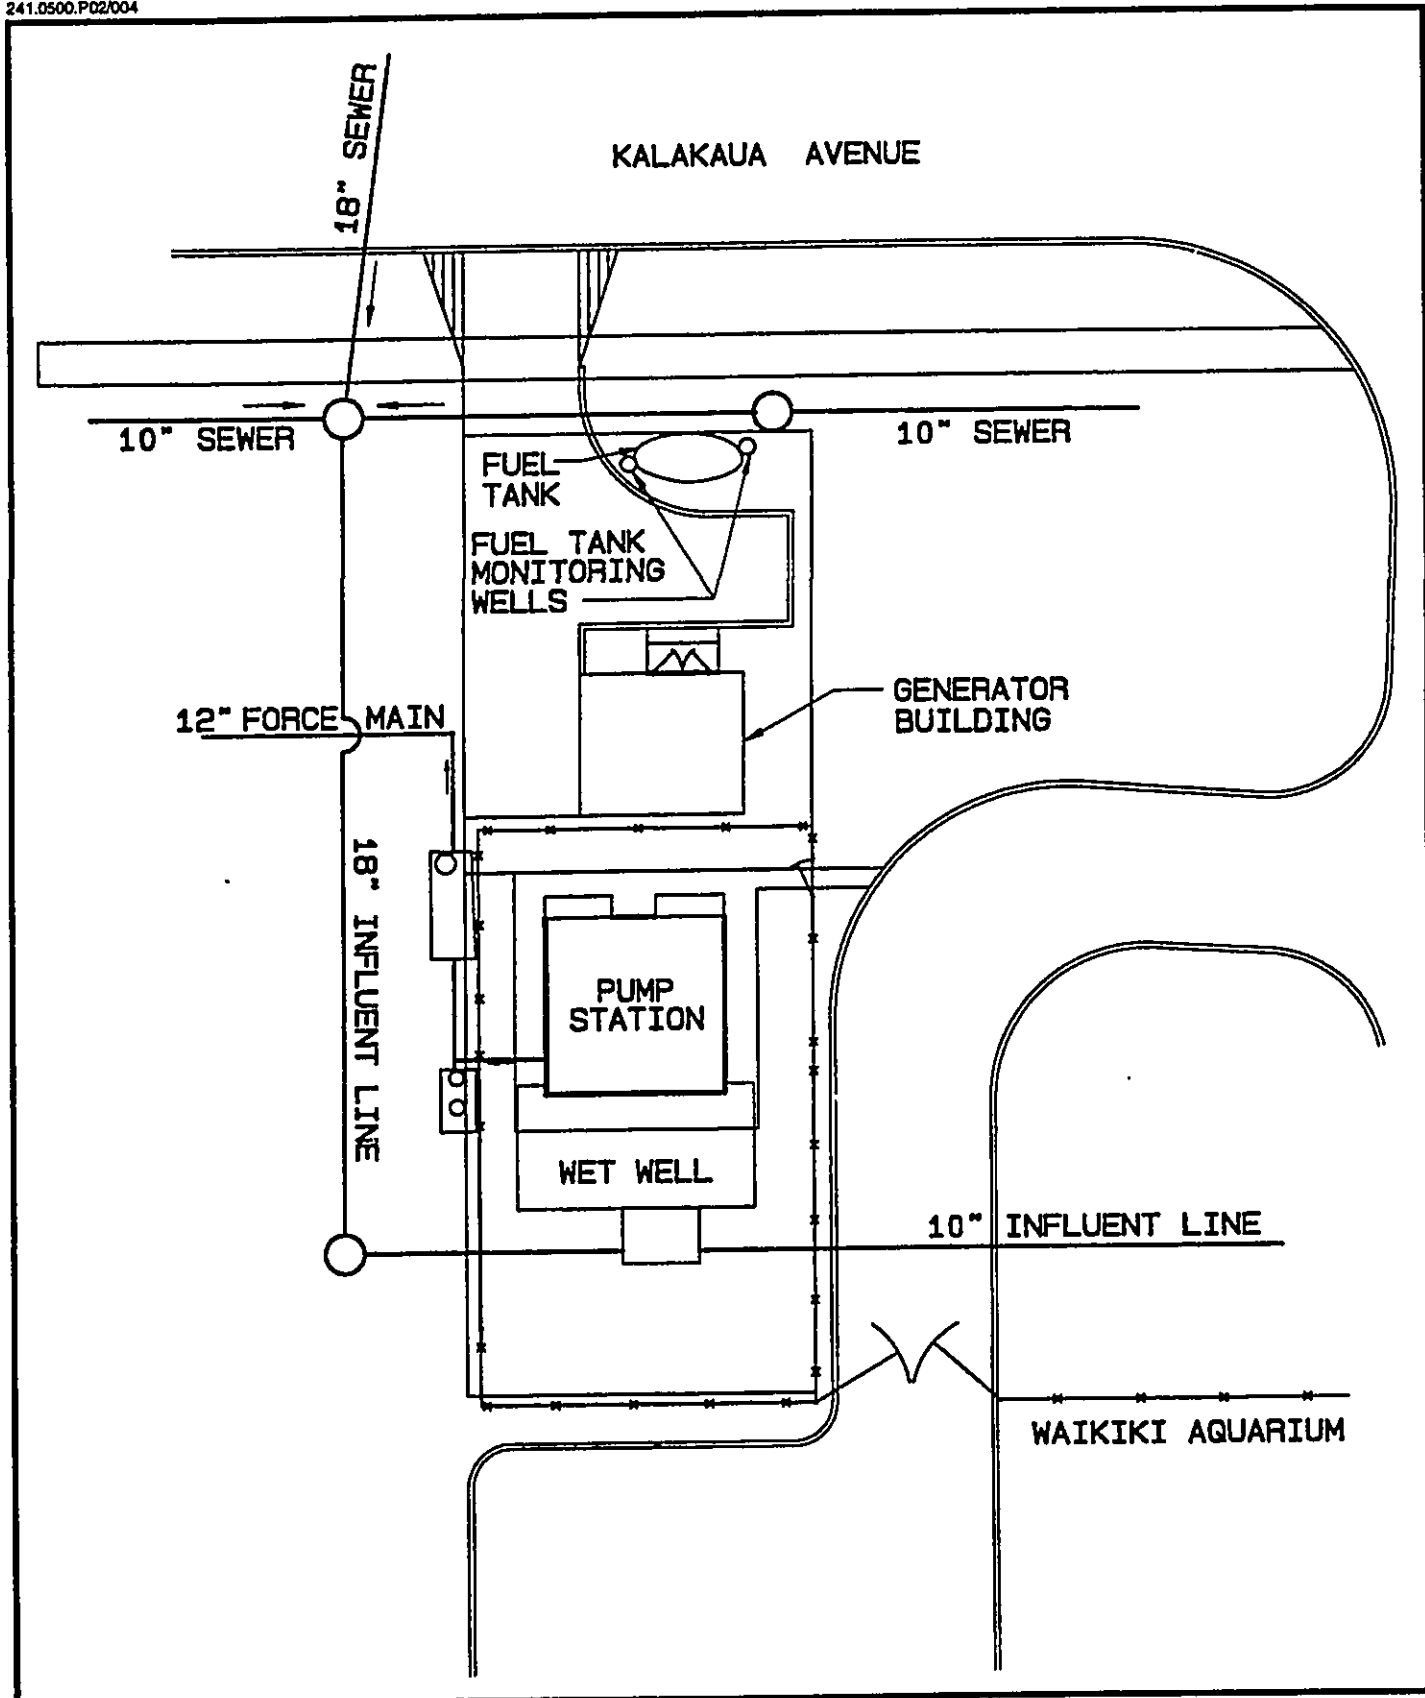 241.0500.P02/004
18" SEWER
KALAKAUA AVENUE
10" SEWER
10" SEWER
FUEL
TANK
FUEL TANK
MONITORING
WELLS
GENERATOR
BUILDING
12" FORCE MAIN
18" INFLUENT LINE
PUMP
STATION
WET WELL
10" INFLUENT LINE
WAIKIKI AQUARIUM